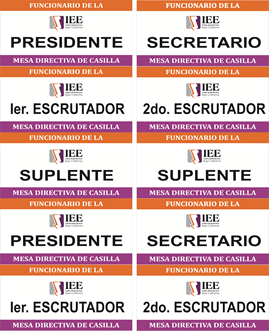 FUNCIONARIO DE LA
IEE
PRESIDENTE
MESA DIRECTIVA DE CASILLA
FUNCIONARIO DE LA
IEE
SECRETARIO
MESA DIRECTIVA DE CASILLA
FUNCIONARIO DE LA
IEE
1er. ESCRUTADOR
MESA DIRECTIVA DE CASILLA
FUNCIONARIO DE LA
IEE
2do. ESCRUTADOR
MESA DIRECTIVA DE CASILLA
FUNCIONARIO DE LA
IEE
SUPLENTE
MESA DIRECTIVA DE CASILLA
FUNCIONARIO DE LA
IEE
SUPLENTE
MESA DIRECTIVA DE CASILLA
FUNCIONARIO DE LA
IEE
PRESIDENTE
MESA DIRECTIVA DE CASILLA
FUNCIONARIO DE LA
IEE
SECRETARIO
MESA DIRECTIVA DE CASILLA
FUNCIONARIO DE LA
IEE
1er. ESCRUTADOR
MESA DIRECTIVA DE CASILLA
FUNCIONARIO DE LA
IEE
2do. ESCRUTADOR
MESA DIRECTIVA DE CASILLA